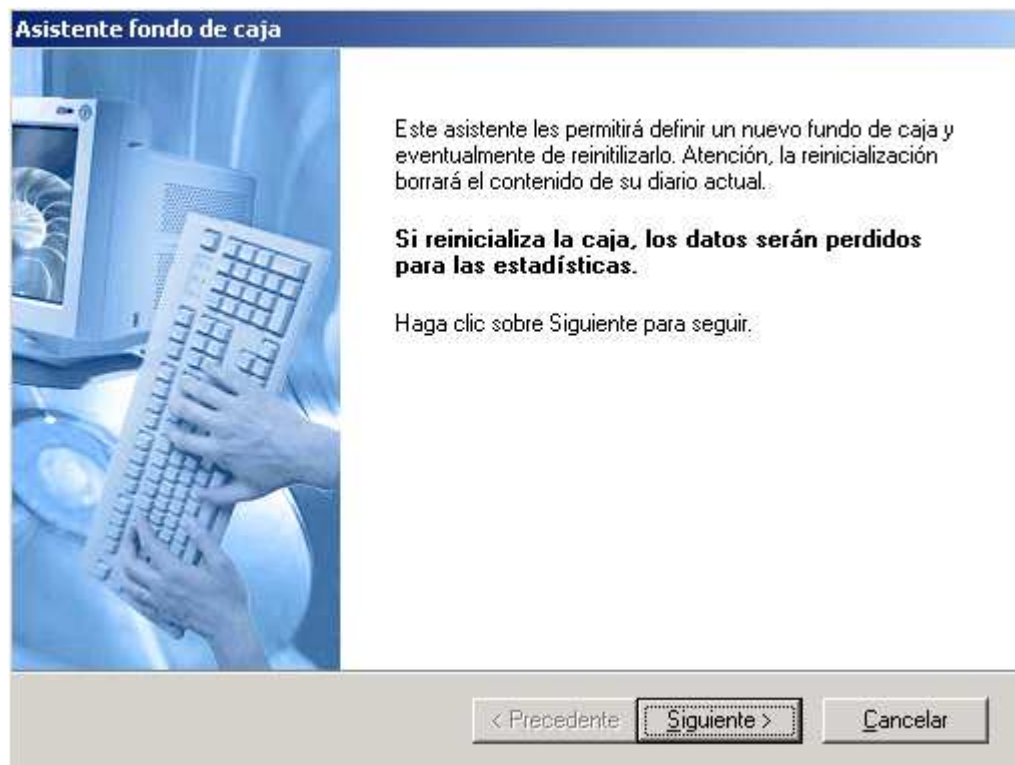 Asistente fondo de caja
Este asistente les permitirá definir un nuevo fundo de caja y
eventualmente de reinitilizarlo. Atención, la reinicialización
borrará el contenido de su diario actual.
Si reinicializa la caja, los datos serán perdidos
para las estadísticas.
Haga clic sobre Siguiente para seguir.
< Precedente
Siguiente >
Cancelar